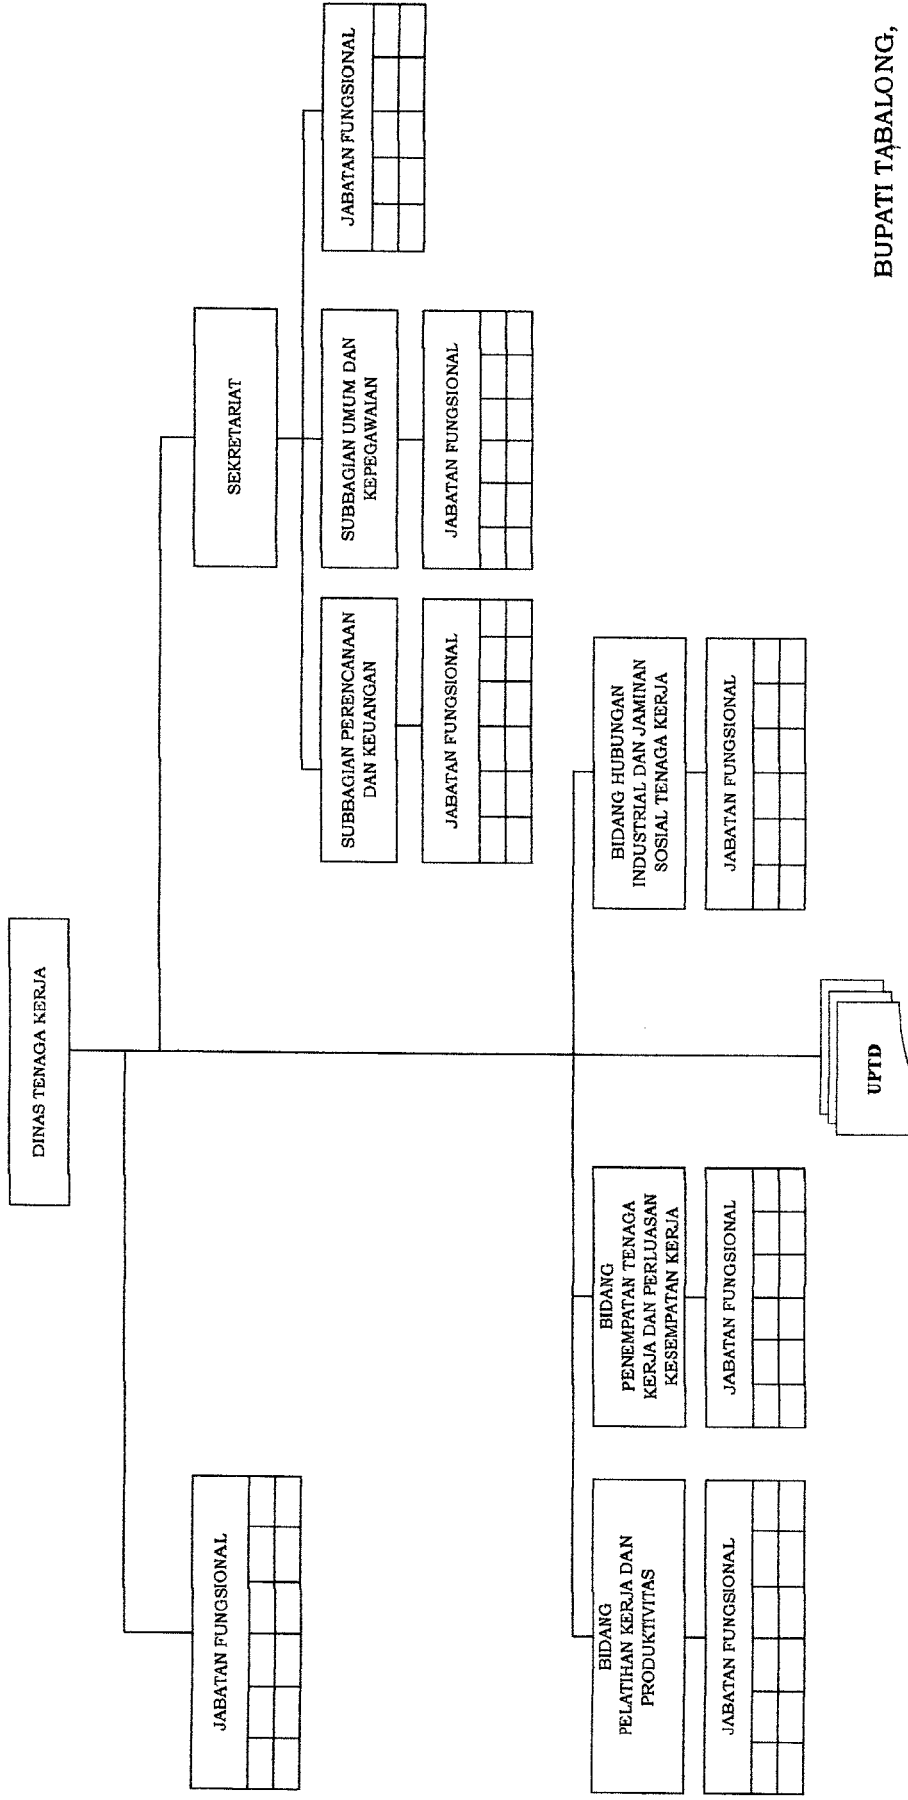 DINAS TENAGA KERJA
JABATAN FUNGSIONAL
SEKRETARIAT
SUBBAGIAN PERENCANAAN
DAN KEUANGAN
SUBBAGIAN UMUM DAN
KEPEGAWAIAN
JABATAN FUNGSIONAL
JABATAN FUNGSIONAL
JABATAN FUNGSIONAL
BIDANG
PELATIHAN KERJA DAN
PRODUKTIVITAS
BIDANG
PENEMPATAN TENAGA
KERJA DAN PERLUASAN
KESEMPATAN KERJA
BIDANG HUBUNGAN
INDUSTRIAL DAN JAMINAN
SOSIAL TENAGA KERJA
JABATAN FUNGSIONAL
JABATAN FUNGSIONAL
JABATAN FUNGSIONAL
UPTD
BUPATI TABALONG,